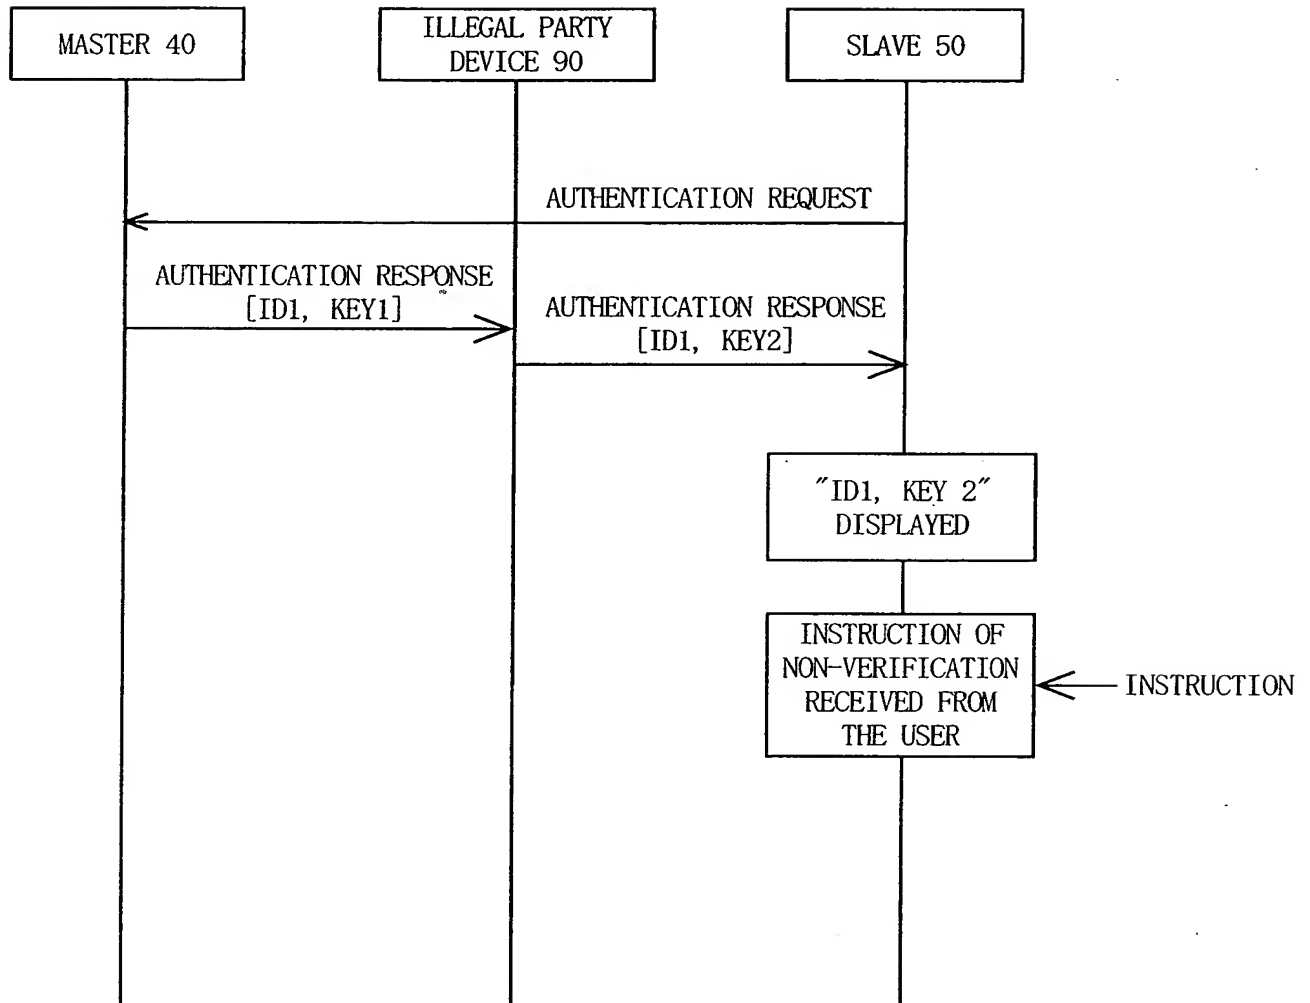 MASTER 40
ILLEGAL PARTY
DEVICE 90
SLAVE 50
AUTHENTICATION REQUEST
AUTHENTICATION RESPONSE
[ID1, KEY1]
AUTHENTICATION RESPONSE
[ID1, KEY2]
"ID1, KEY 2"
DISPLAYED
INSTRUCTION OF
NON-VERIFICATION
RECEIVED FROM
THE USER
INSTRUCTION